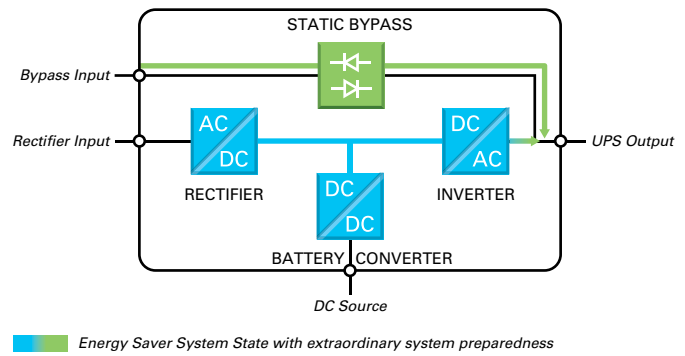 STATIC BYPASS
Bypass Input
Rectifier Input
AC
DC
DC
AC
UPS Output
RECTIFIER
DC
DC
INVERTER
BATTERY CONVERTER
DC Source
Energy Saver System State with extraordinary system preparedness